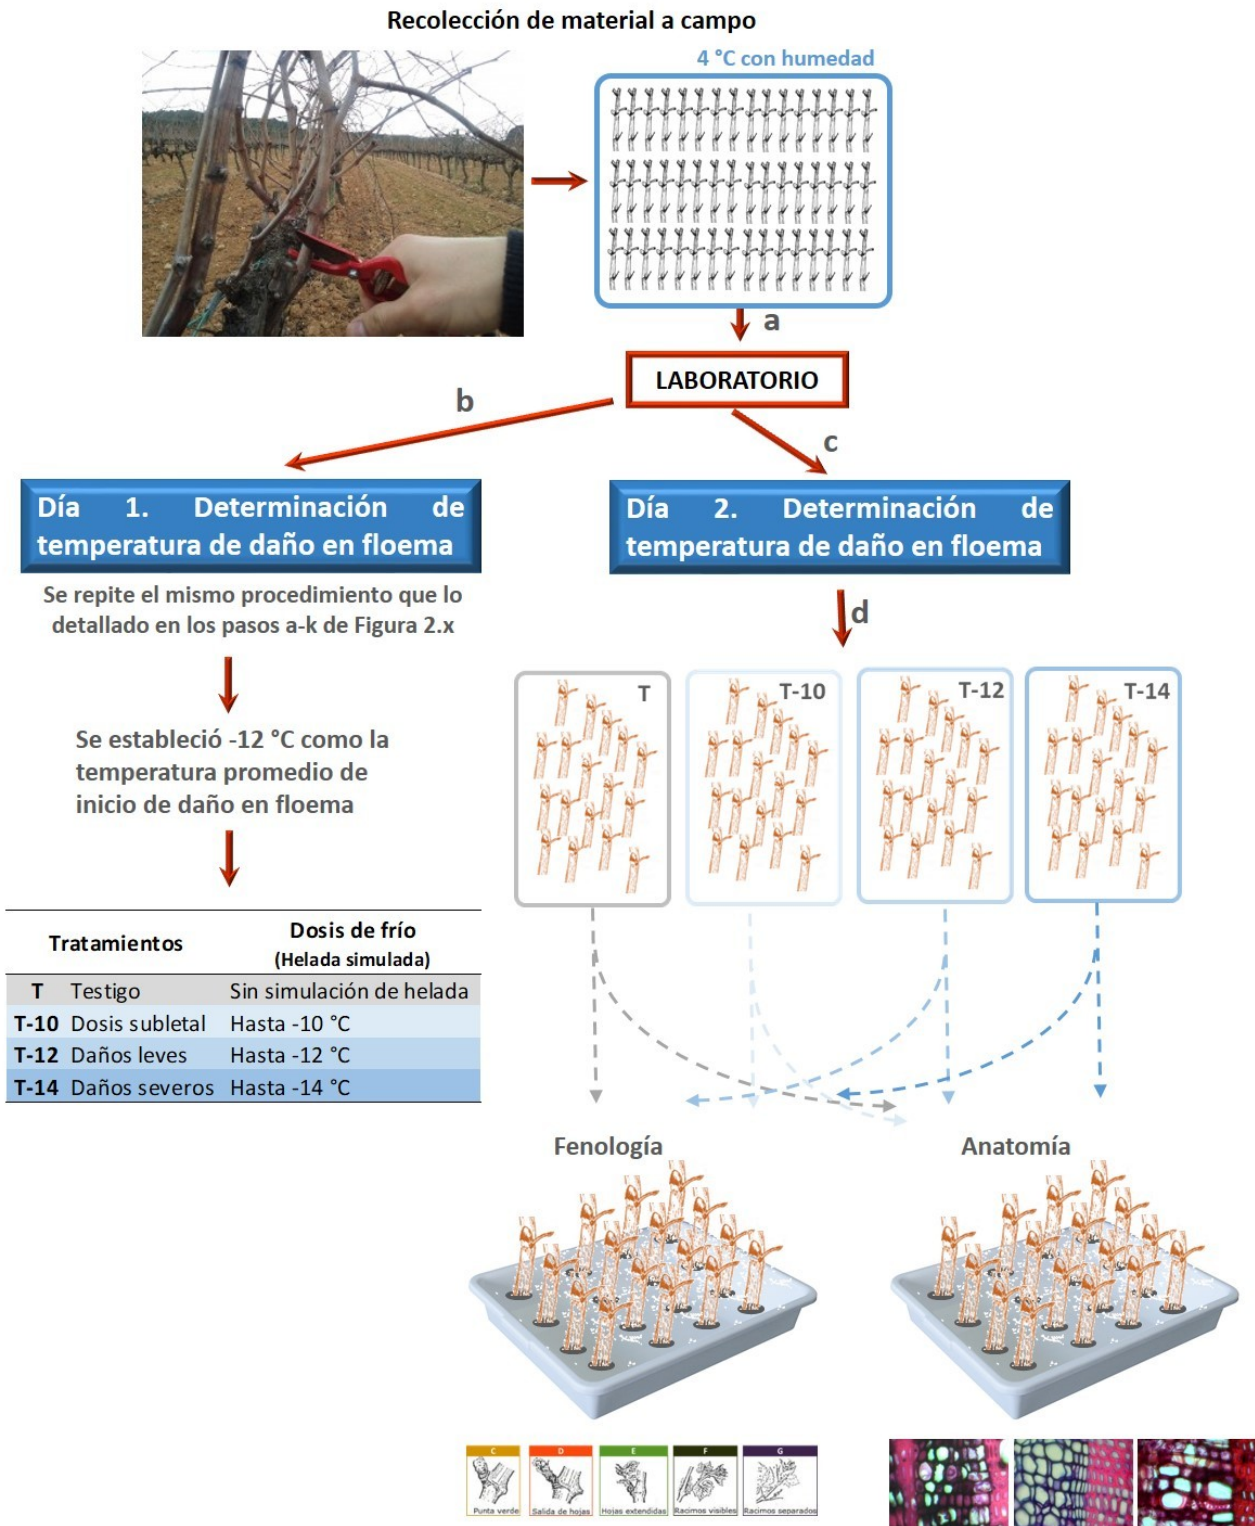 Recolección de material a campo
4 °C con humedad
a
LABORATORIO
b
c
Día 1. Determinación de
temperatura de daño en floema
Día 2. Determinación de
temperatura de daño en floema
Se repite el mismo procedimiento que lo
detallado en los pasos a-k de Figura 2.x
d
Se estableció -12 °C como la
temperatura promedio de
inicio de daño en floema
T
T-10
T-12
T-14
Tratamientos Dosis de frío
(Helada simulada)
T Testigo Sin simulación de helada
T-10 Dosis subletal Hasta -10 °C
T-12 Daños leves Hasta -12 °C
T-14 Daños severos Hasta -14 °C
Fenología
Anatomía
C D E F G
Punta verde Salida de hojas Hojas extendidas Racimos visibles Racimos separados